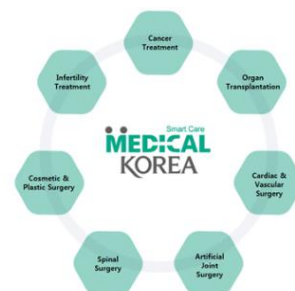 Cancer
Treatment
Infertility
Treatment
Organ
Transplantation
Smart Care
MEDICAL
KOREA
Cosmetic &
Plastic Surgery
Cardiac &
Vascular
Surgery
Spinal
Surgery
Artificial
Joint
Surgery